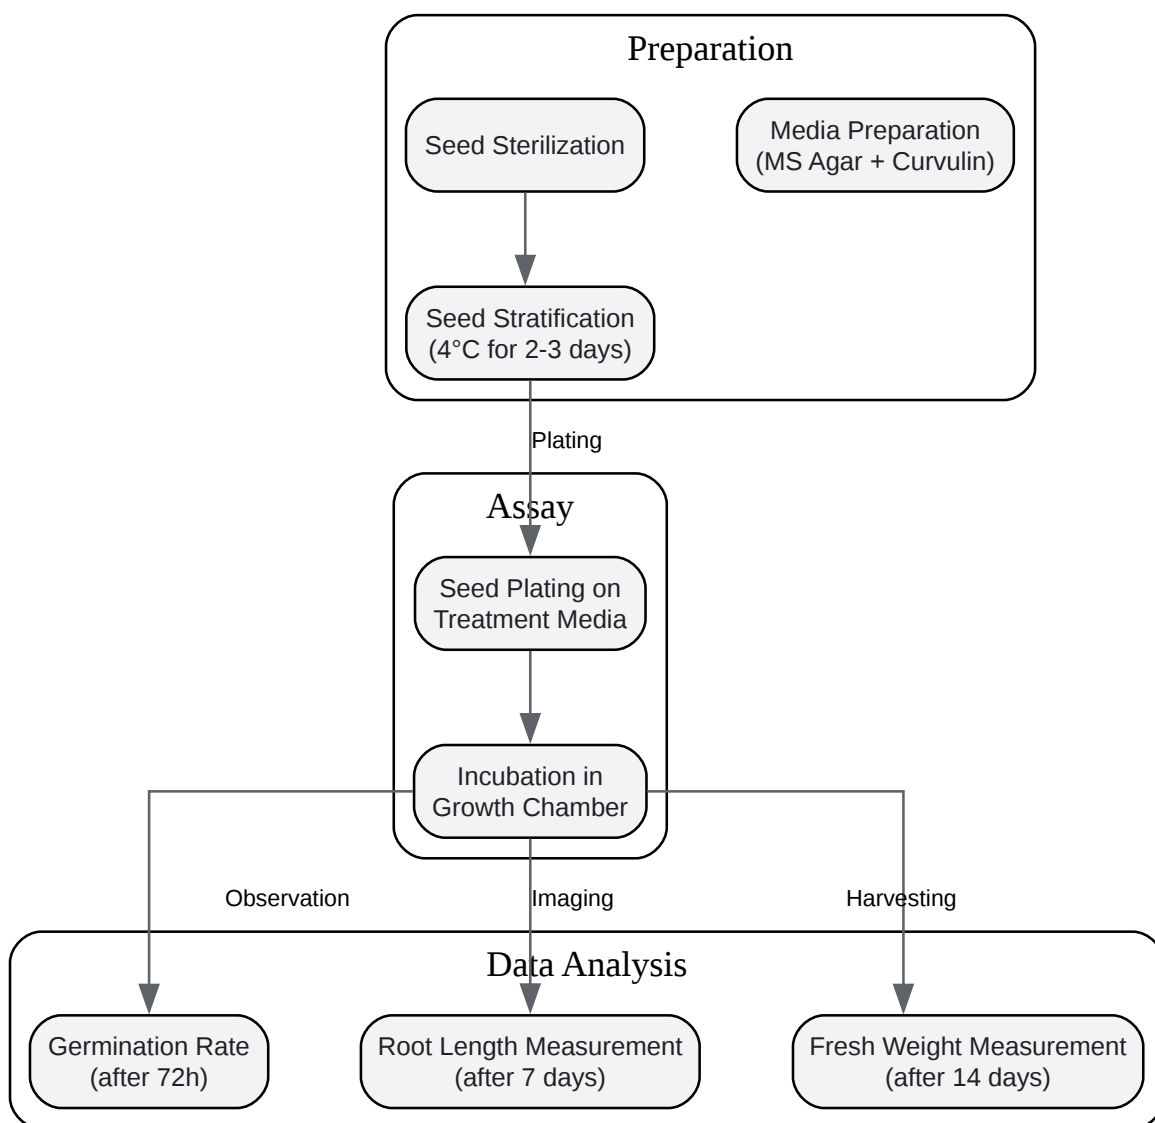 Preparation
Seed Sterilization
Media Preparation
(MS Agar + Curvulin)
Seed Stratification
(4°C for 2-3 days)
Plating
Assay
Seed Plating on
Treatment Media
Incubation in
Growth Chamber
Observation
Imaging
Harvesting
Data Analysis
Germination Rate
(after 72h)
Root Length Measurement
(after 7 days)
Fresh Weight Measurement
(after 14 days)